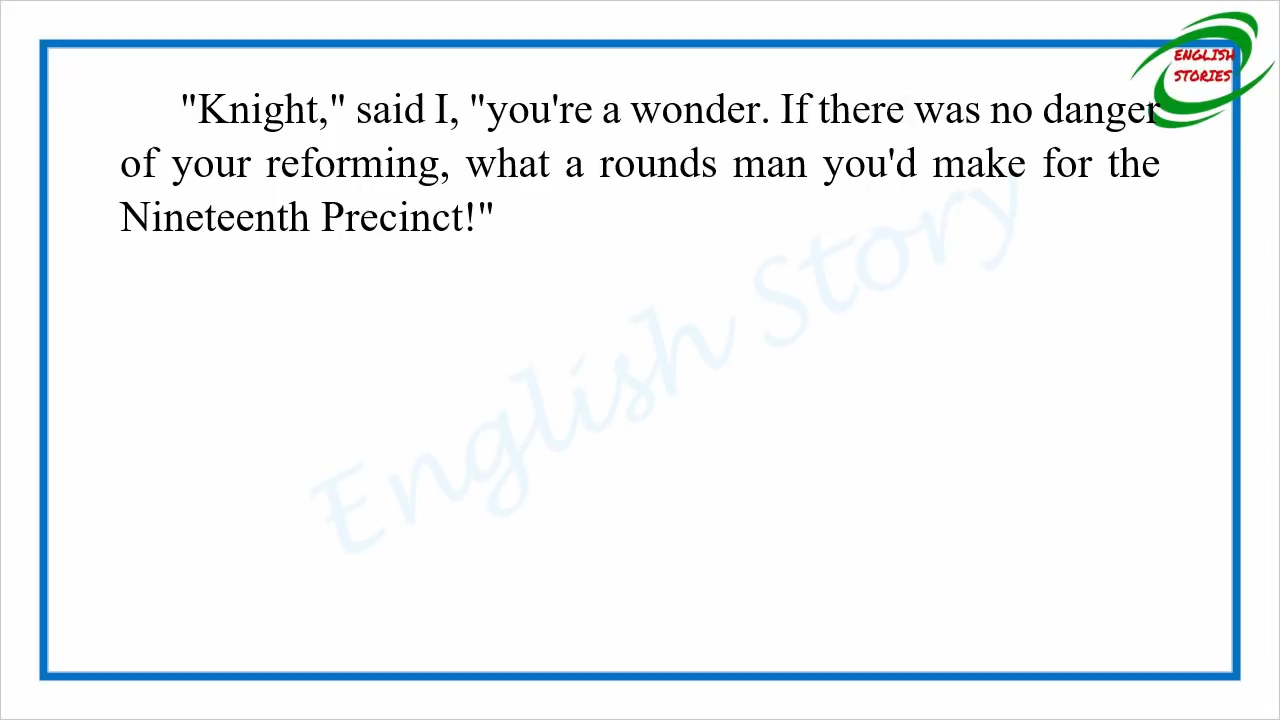 ENGLISH
STORIES
"Knight," said I, "you're a wonder. If there was no danger
of your reforming, what a rounds man you'd make for the
Nineteenth Precinct!"
English Story